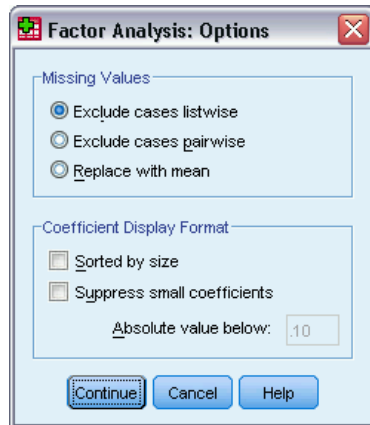 Factor Analysis: Options
Missing Values
Exclude cases listwise
Exclude cases pairwise
Replace with mean
Coefficient Display Format
Sorted by size
Suppress small coefficients
Absolute value below: .10
Continue Cancel Help